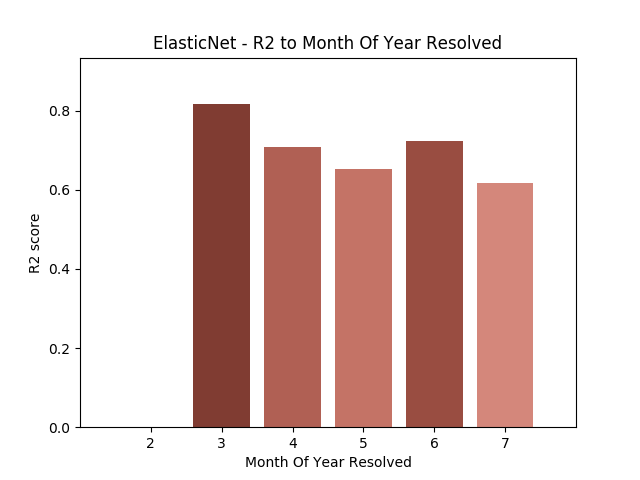 ElasticNet - R2 to Month Of Year Resolved
0.8
0.6
0.4
0.2
0.0
R2 score
2 3 4 5 6 7
Month Of Year Resolved